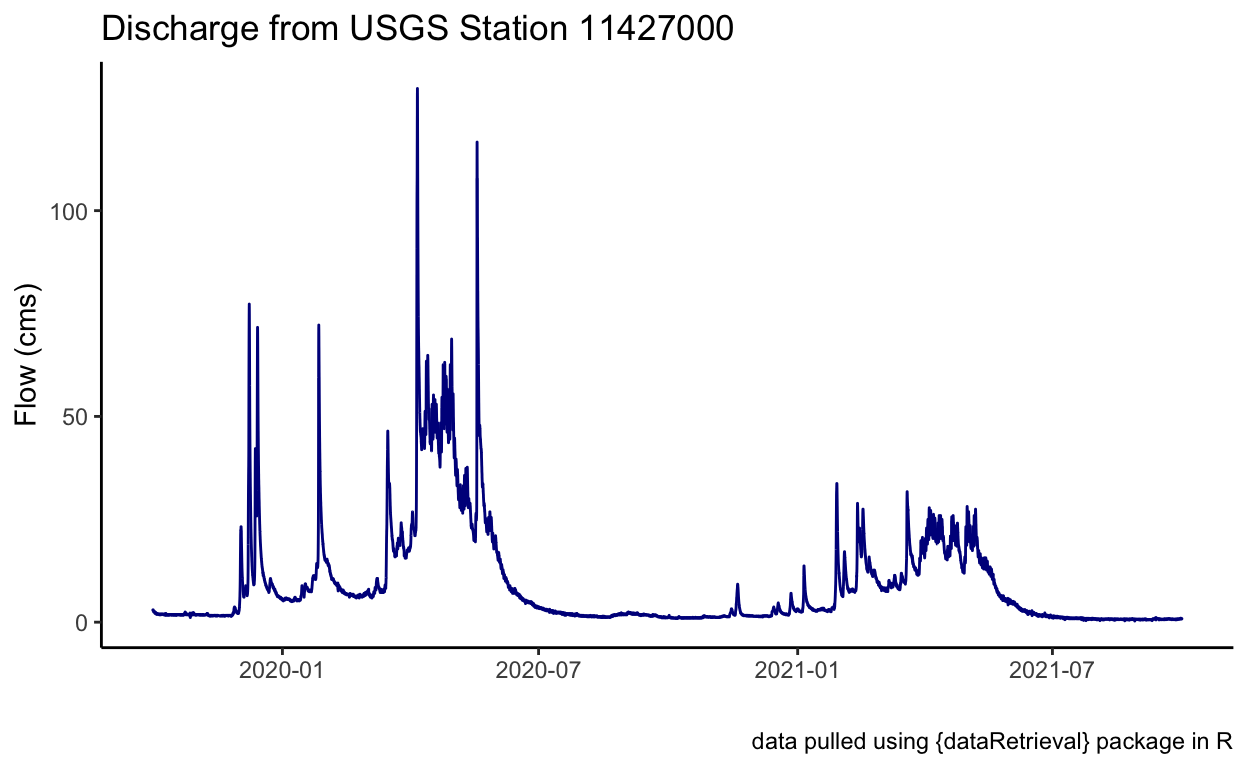 Discharge from USGS Station 11427000
Flow (cms)
100
50
0
2020-01 2020-07 2021-01 2021-07
data pulled using {dataRetrieval} package in R